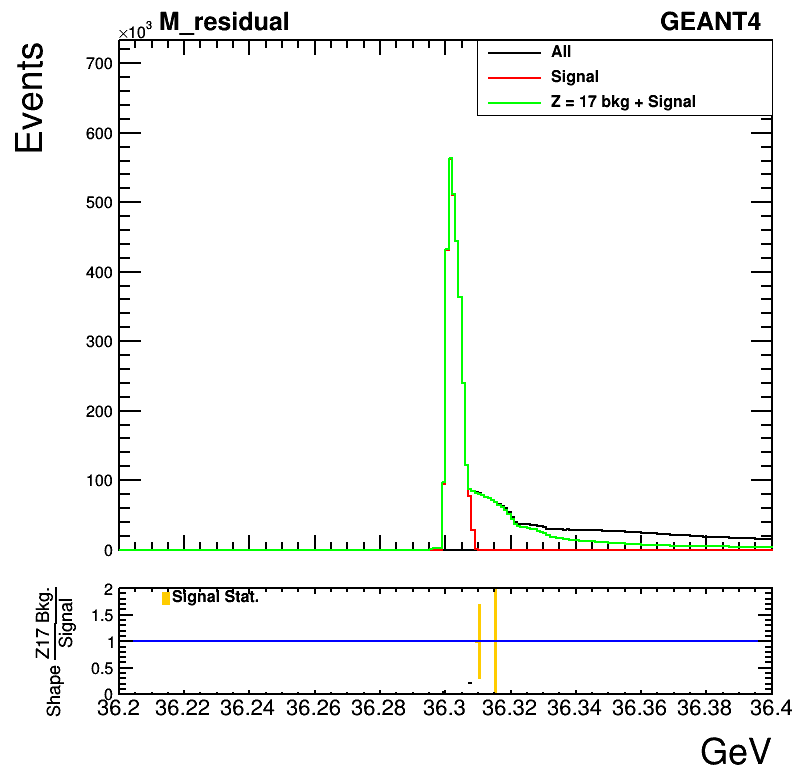 ×10³ M_residual GEANT4
Events
All
Signal
Z = 17 bkg + Signal
700
600
500
400
300
200
100
0
Shape Z17 Bkg.
Signal
Signal Stat.
2
1.5
1
0.5
0
36.2 36.22 36.24 36.26 36.28 36.3 36.32 36.34 36.36 36.38 36.4
GeV